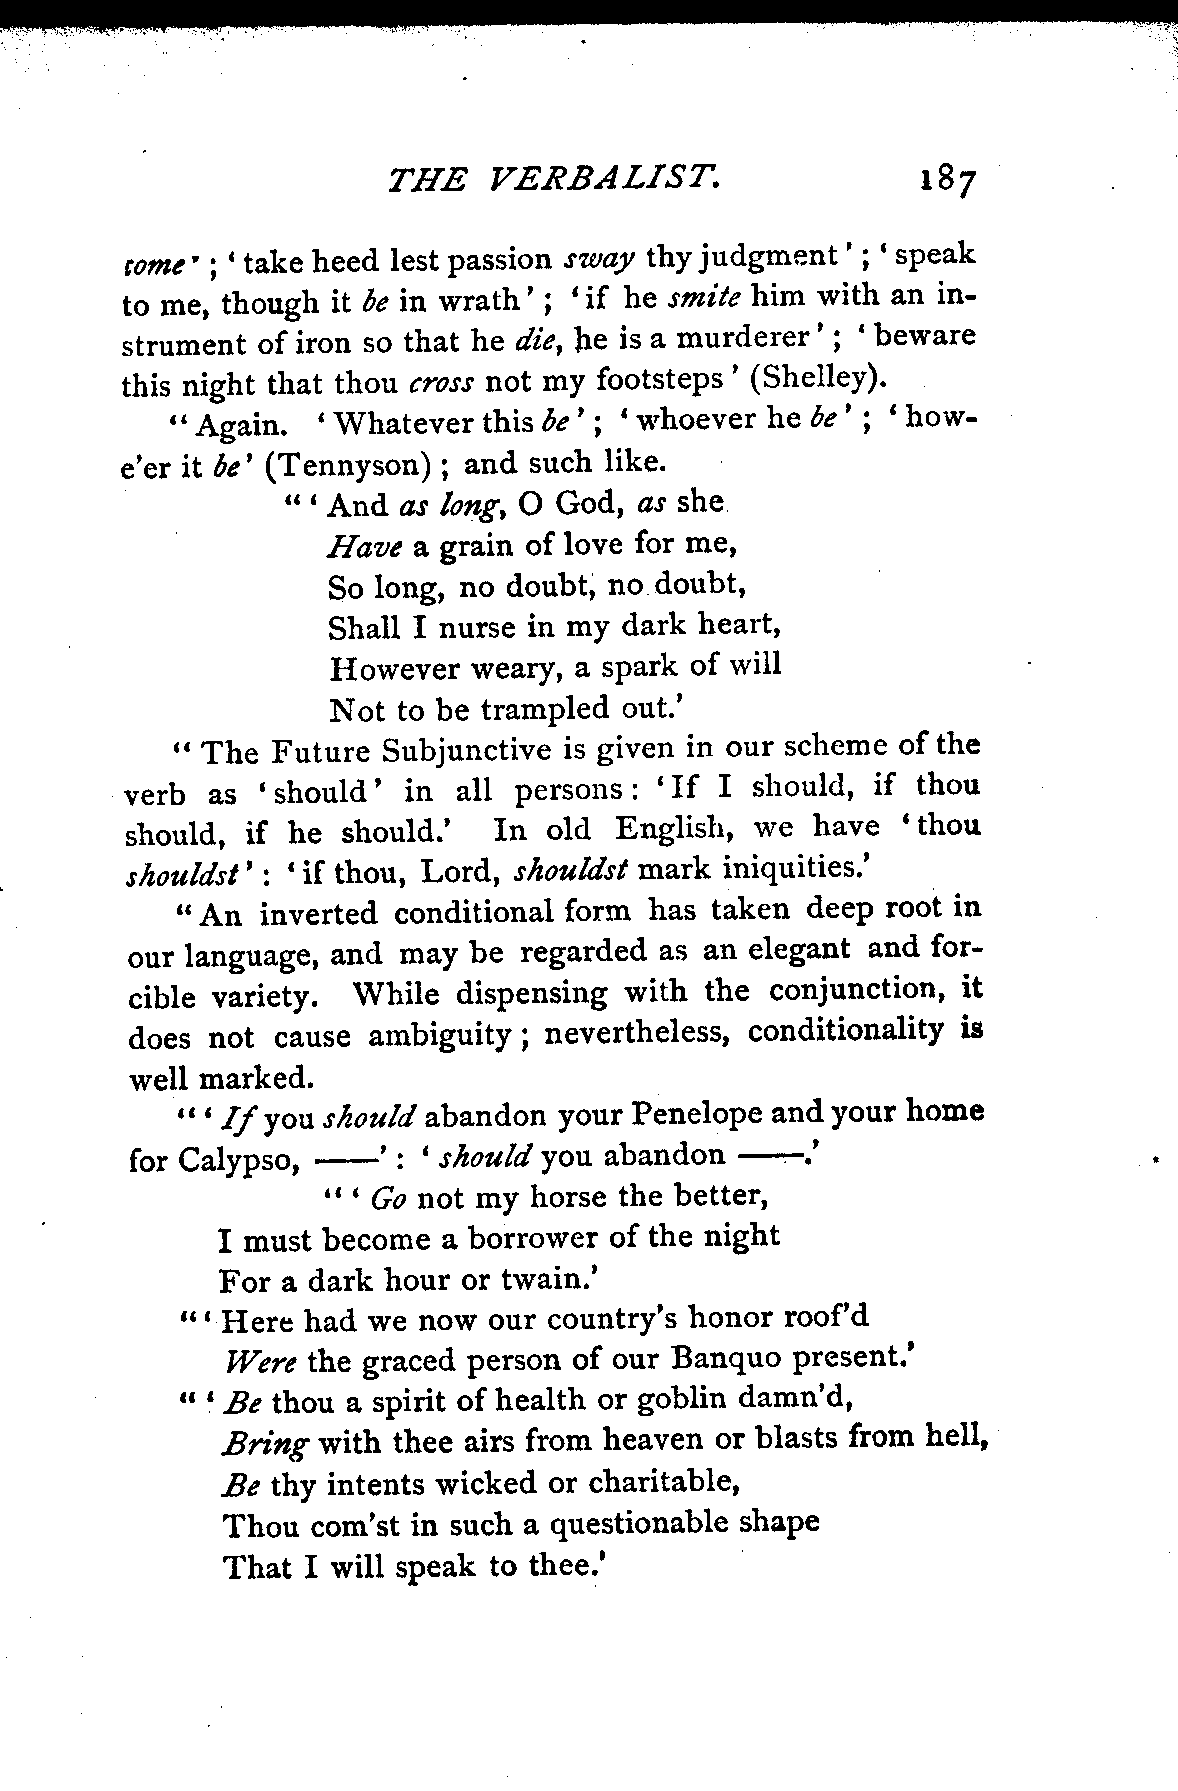 THE VERBALIST. 187
come' ; 'take heed lest passion sway thy judgment' ; 'speak
to me, though it be in wrath' ; 'if he smite him with an in-
strument of iron so that he die, he is a murderer' ; 'beware
this night that thou cross not my footsteps' (Shelley).
"Again. 'Whatever this be' ; 'whoever he be' ; 'how-
e'er it be' (Tennyson) ; and such like.
"'And as long, O God, as she
Have a grain of love for me,
So long, no doubt, no doubt,
Shall I nurse in my dark heart,
However weary, a spark of will
Not to be trampled out.'
"The Future Subjunctive is given in our scheme of the
verb as 'should' in all persons: 'If I should, if thou
should, if he should.' In old English, we have 'thou
shouldst' : 'if thou, Lord, shouldst mark iniquities.'
"An inverted conditional form has taken deep root in
our language, and may be regarded as an elegant and for-
cible variety. While dispensing with the conjunction, it
does not cause ambiguity ; nevertheless, conditionality is
well marked.
"'If you should abandon your Penelope and your home
for Calypso, ——' : 'should you abandon ——.'
"'Go not my horse the better,
I must become a borrower of the night
For a dark hour or twain.'
"'Here had we now our country's honor roof'd
Were the graced person of our Banquo present.'
"'Be thou a spirit of health or goblin damn'd,
Bring with thee airs from heaven or blasts from hell,
Be thy intents wicked or charitable,
Thou com'st in such a questionable shape
That I will speak to thee.'